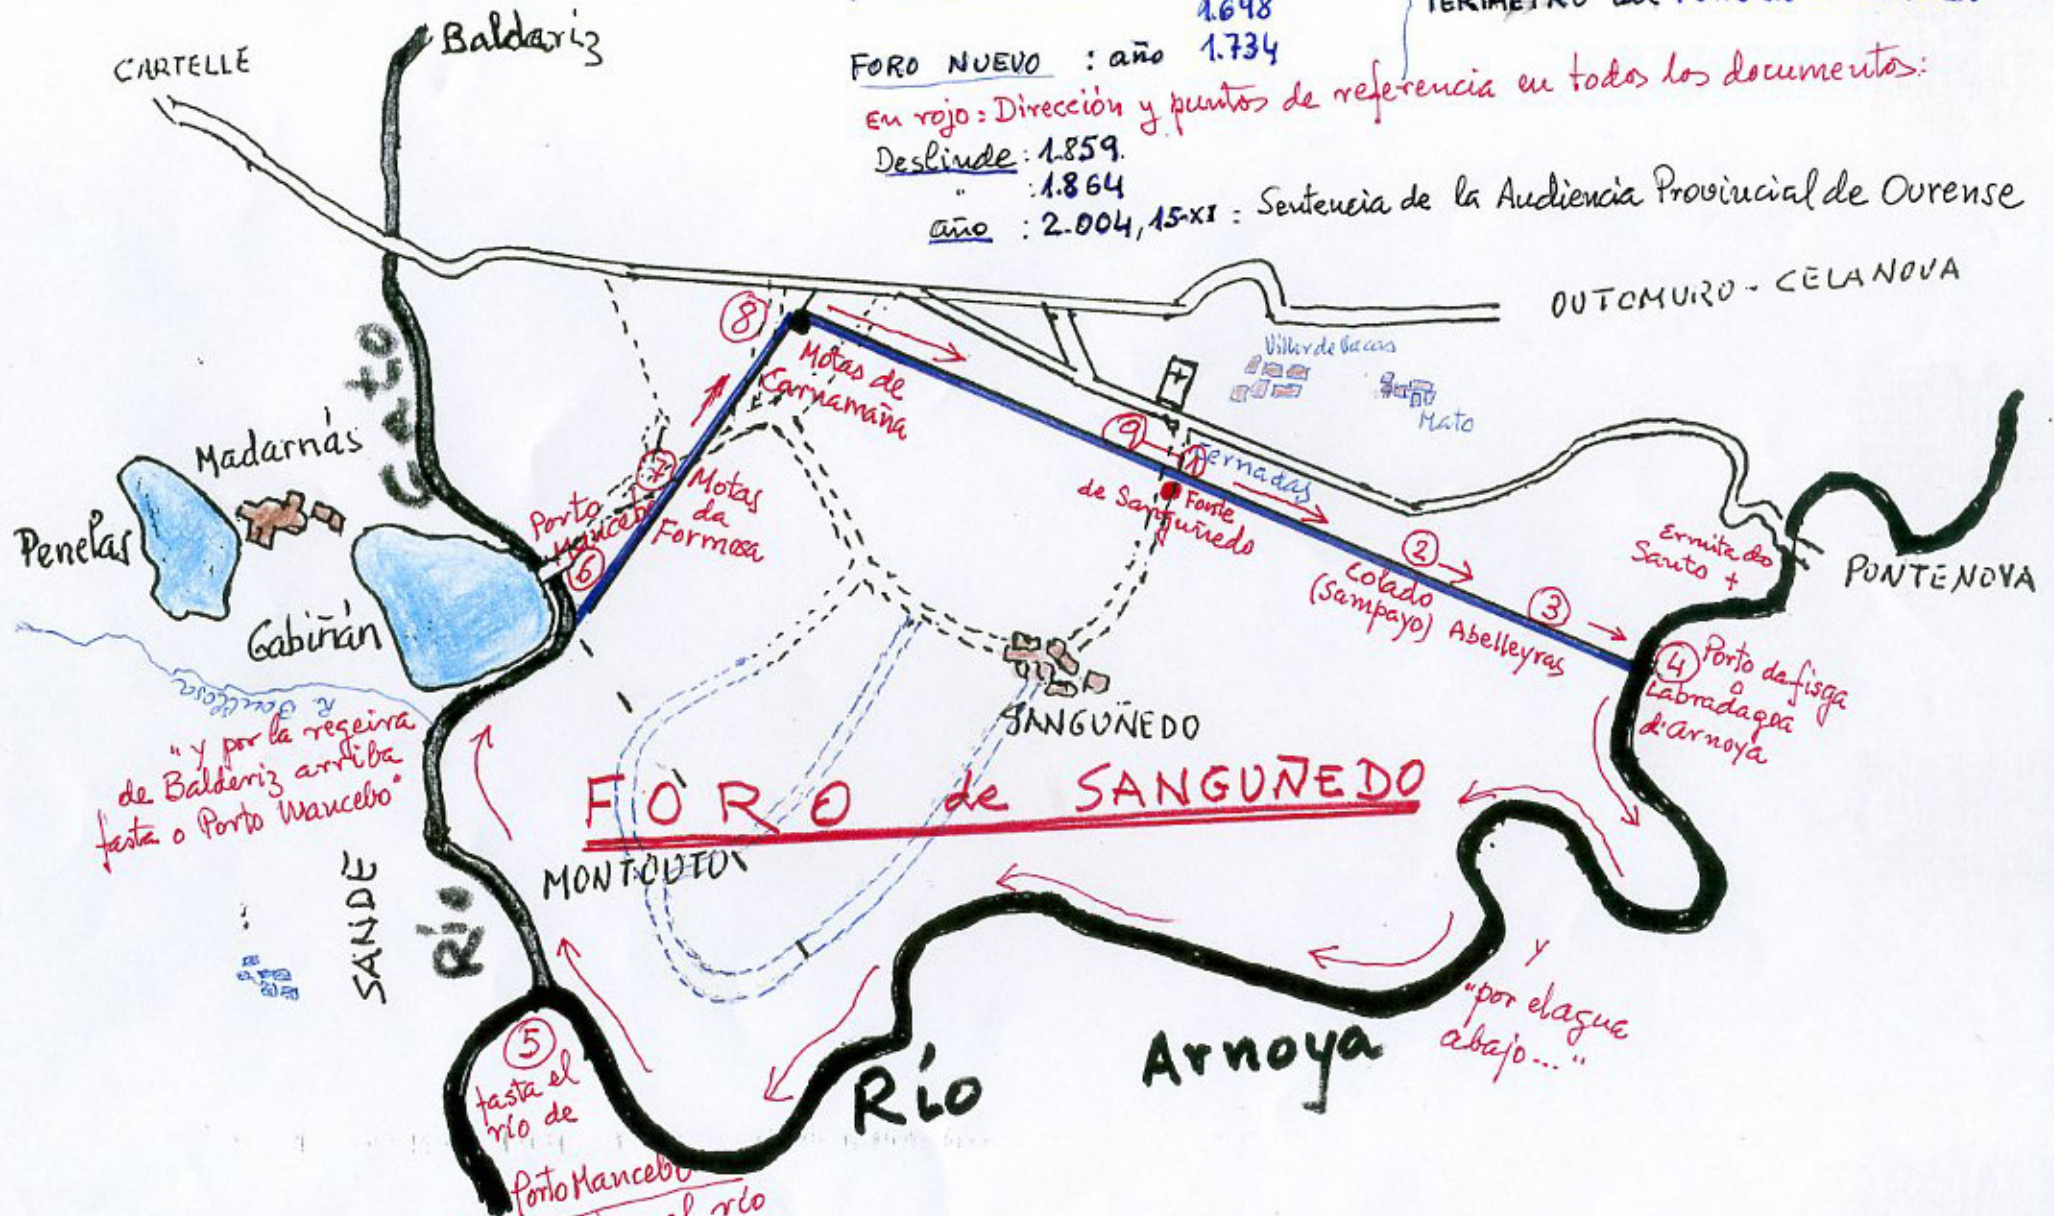 1.698
FORO NUEVO : año 1.734
En rojo: Dirección y puntos de referencia en todos los documentos:
Deslinde: 1.859.
" : 1.864
año : 2.004, 15-XI : Sentencia de la Audiencia Provincial de Ourense
CARTELLE
Baldariz
OUTOMURO - CELANOVA
8
Motas de
Carnamaña
Villar de Vacas
Mato
Madarnás
Penelas
Gabiñán
Porto
Mancebo
6
7
Motas
da
Formosa
9
1
Fernadas
Fonte
de Sanguñedo
2
Colado
(Sampayo)
3
Abelleyras
Ermita do
Santo +
PONTENOVA
4
Porto da fisga
o
Labradagoa
d'Arnoya
SANGUÑEDO
FORO de SANGUÑEDO
"y por la regeira
de Balderiz arriba
fasta o Porto Mancebo"
MONTOUTO
SANDE
Río
y
"por el agua
abajo..."
Río Arnoya
5
fasta el
río de
Porto Mancebo
el río